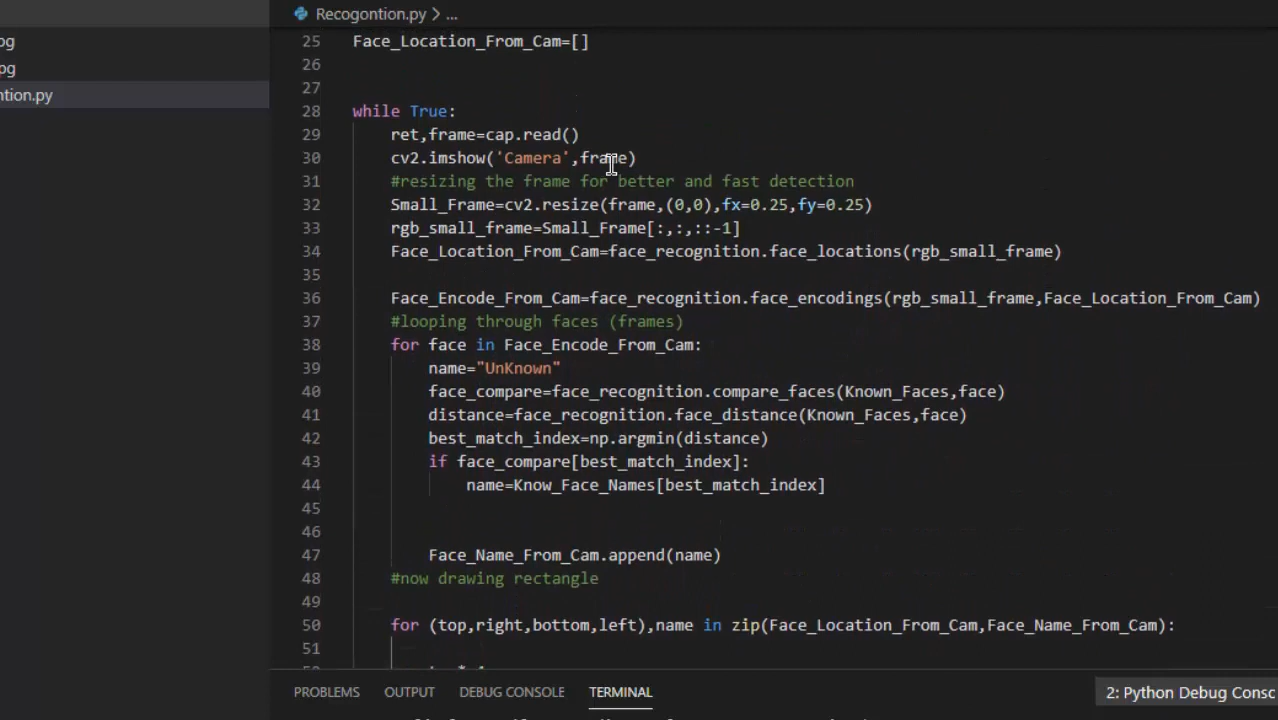 Recogontion.py > ...
og
pg
ntion.py
25 Face_Location_From_Cam=[]
26
27
28 while True:
29 ret,frame=cap.read()
30 cv2.imshow('Camera',frame)
31 #resizing the frame for better and fast detection
32 Small_Frame=cv2.resize(frame,(0,0),fx=0.25,fy=0.25)
33 rgb_small_frame=Small_Frame[:,:,::-1]
34 Face_Location_From_Cam=face_recognition.face_locations(rgb_small_frame)
35
36 Face_Encode_From_Cam=face_recognition.face_encodings(rgb_small_frame,Face_Location_From_Cam)
37 #looping through faces (frames)
38 for face in Face_Encode_From_Cam:
39 name="UnKnown"
40 face_compare=face_recognition.compare_faces(Known_Faces,face)
41 distance=face_recognition.face_distance(Known_Faces,face)
42 best_match_index=np.argmin(distance)
43 if face_compare[best_match_index]:
44 name=Know_Face_Names[best_match_index]
45
46
47 Face_Name_From_Cam.append(name)
48 #now drawing rectangle
49
50 for (top,right,bottom,left),name in zip(Face_Location_From_Cam,Face_Name_From_Cam):
51
PROBLEMS OUTPUT DEBUG CONSOLE TERMINAL 2: Python Debug Consc